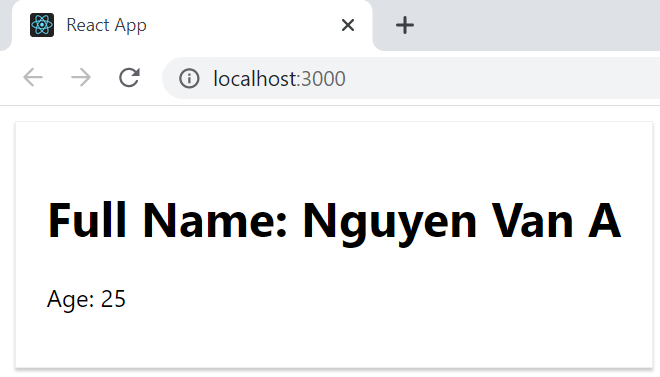 React App
localhost:3000
Full Name: Nguyen Van A
Age: 25